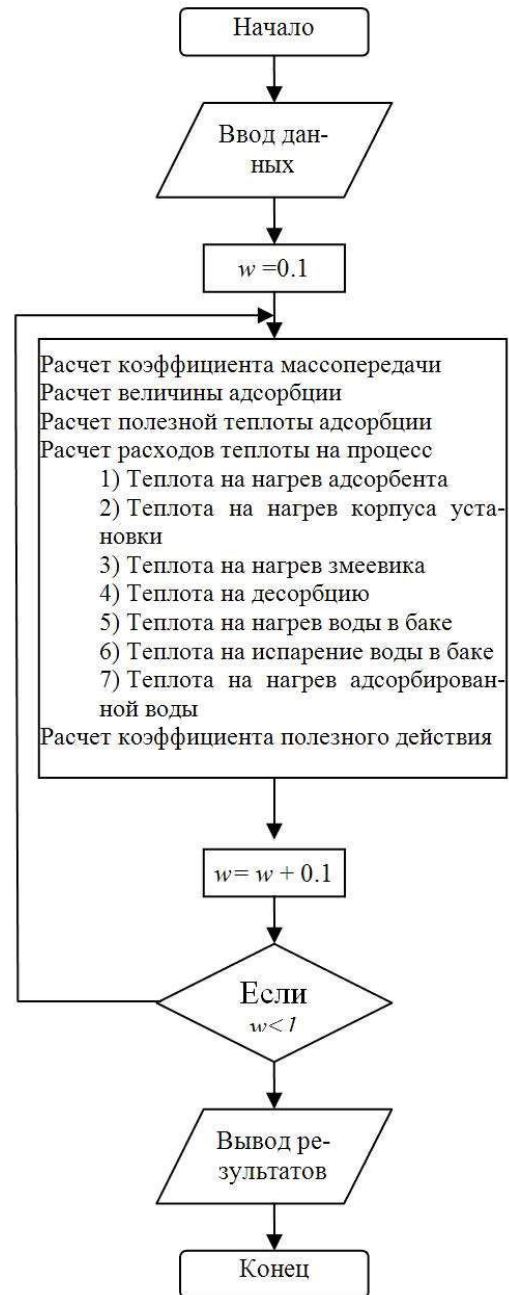 Начало
Ввод дан-
ных
w =0.1
Расчет коэффициента массопередачи
Расчет величины адсорбции
Расчет полезной теплоты адсорбции
Расчет расходов теплоты на процесс
1) Теплота на нагрев адсорбента
2) Теплота на нагрев корпуса уста-
новки
3) Теплота на нагрев змеевика
4) Теплота на десорбцию
5) Теплота на нагрев воды в баке
6) Теплота на испарение воды в баке
7) Теплота на нагрев адсорбирован-
ной воды
Расчет коэффициента полезного действия
w= w + 0.1
Если
w< 1
Вывод ре-
зультатов
Конец